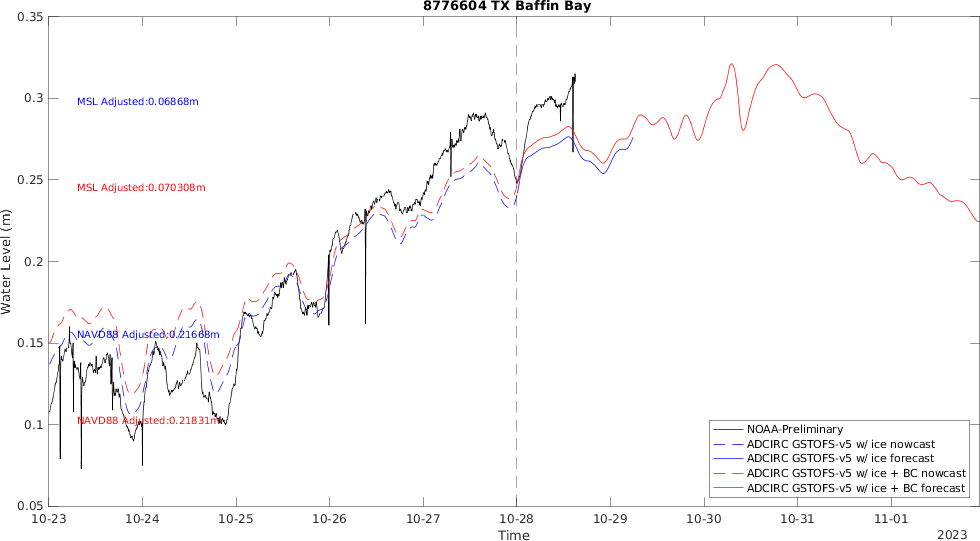 8776604 TX Baffin Bay
0.35
0.3
0.25
0.2
0.15
0.1
0.05
Water Level (m)
MSL Adjusted:0.06868m
MSL Adjusted:0.070308m
NAVD88 Adjusted:0.21668m
NAVD88 Adjusted:0.21831m
NOAA-Preliminary
ADCIRC GSTOFS-v5 w/ ice nowcast
ADCIRC GSTOFS-v5 w/ ice forecast
ADCIRC GSTOFS-v5 w/ ice + BC nowcast
ADCIRC GSTOFS-v5 w/ ice + BC forecast
10-23 10-24 10-25 10-26 10-27 10-28 10-29 10-30 10-31 11-01
Time
2023